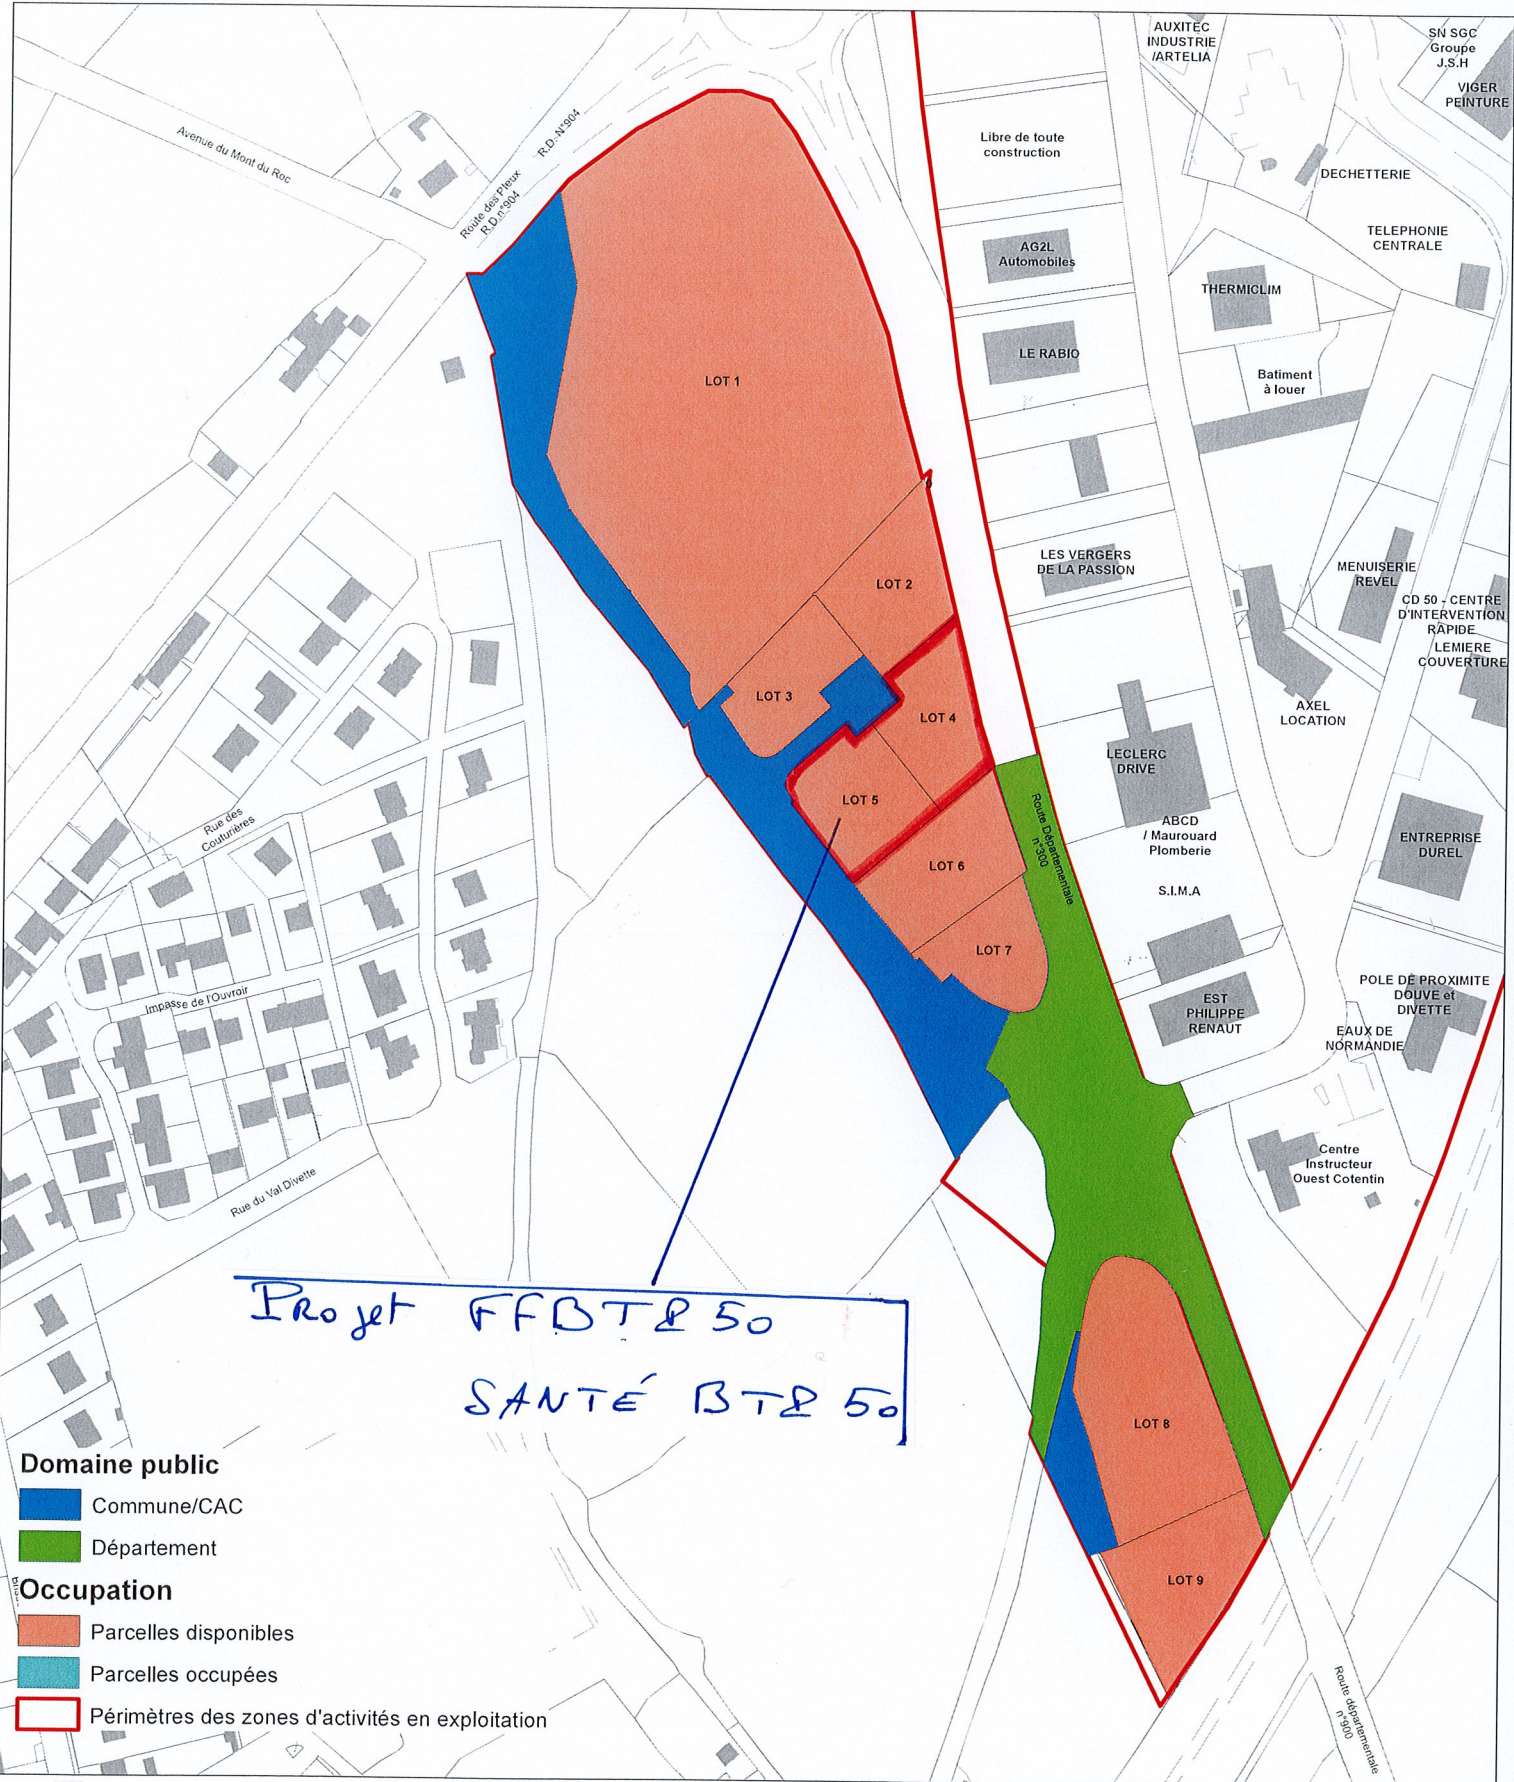 AUXITEC
INDUSTRIE
/ARTELIA
SN SGC
Groupe
J.S.H
VIGER
PEINTURE
Avenue du Mont du Roc
R.D. N°904
Route des Pieux
R.D.n°904
Libre de toute
construction
DECHETTERIE
TELEPHONIE
CENTRALE
AG2L
Automobiles
THERMICLIM
LE RABIO
Batiment
à louer
LOT 1
LES VERGERS
DE LA PASSION
MENUISERIE
REVEL
CD 50 - CENTRE
D'INTERVENTION
RAPIDE
LEMIERE
COUVERTURE
LOT 2
LOT 3
LOT 4
AXEL
LOCATION
LECLERC
DRIVE
LOT 5
Route Départementale
n°300
ABCD
/ Maurouard
Plomberie
ENTREPRISE
DUREL
Rue des
Couturières
LOT 6
S.I.M.A
LOT 7
Impasse de l'Ouvroir
EST
PHILIPPE
RENAUT
POLE DE PROXIMITE
DOUVE et
DIVETTE
EAUX DE
NORMANDIE
Centre
Instructeur
Ouest Cotentin
Rue du Val Divette
PRojet FFBTP 50
SANTÉ BTP 50
LOT 8
LOT 9
Route départementale
n°900
Domaine public
Commune/CAC
Département
Occupation
Parcelles disponibles
Parcelles occupées
Périmètres des zones d'activités en exploitation